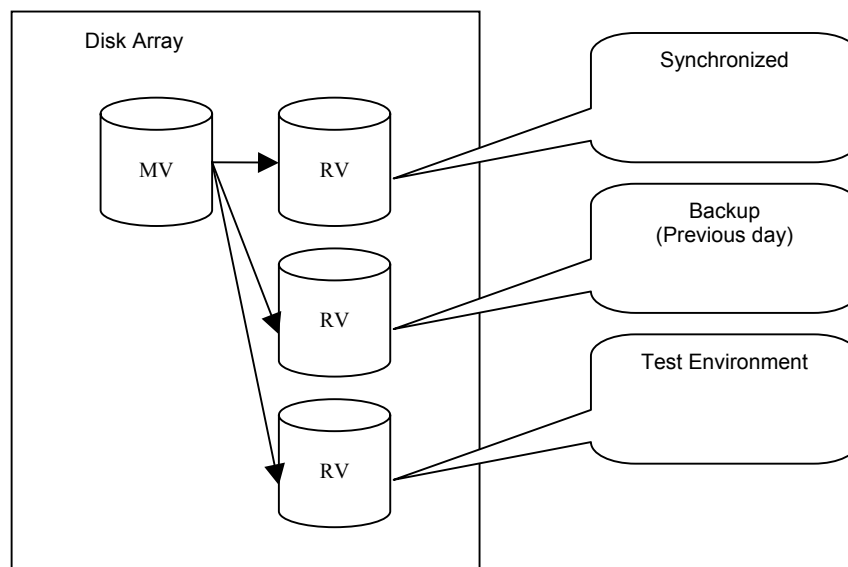 Disk Array
Synchronized
MV
RV
Backup
(Previous day)
RV
Test Environment
RV